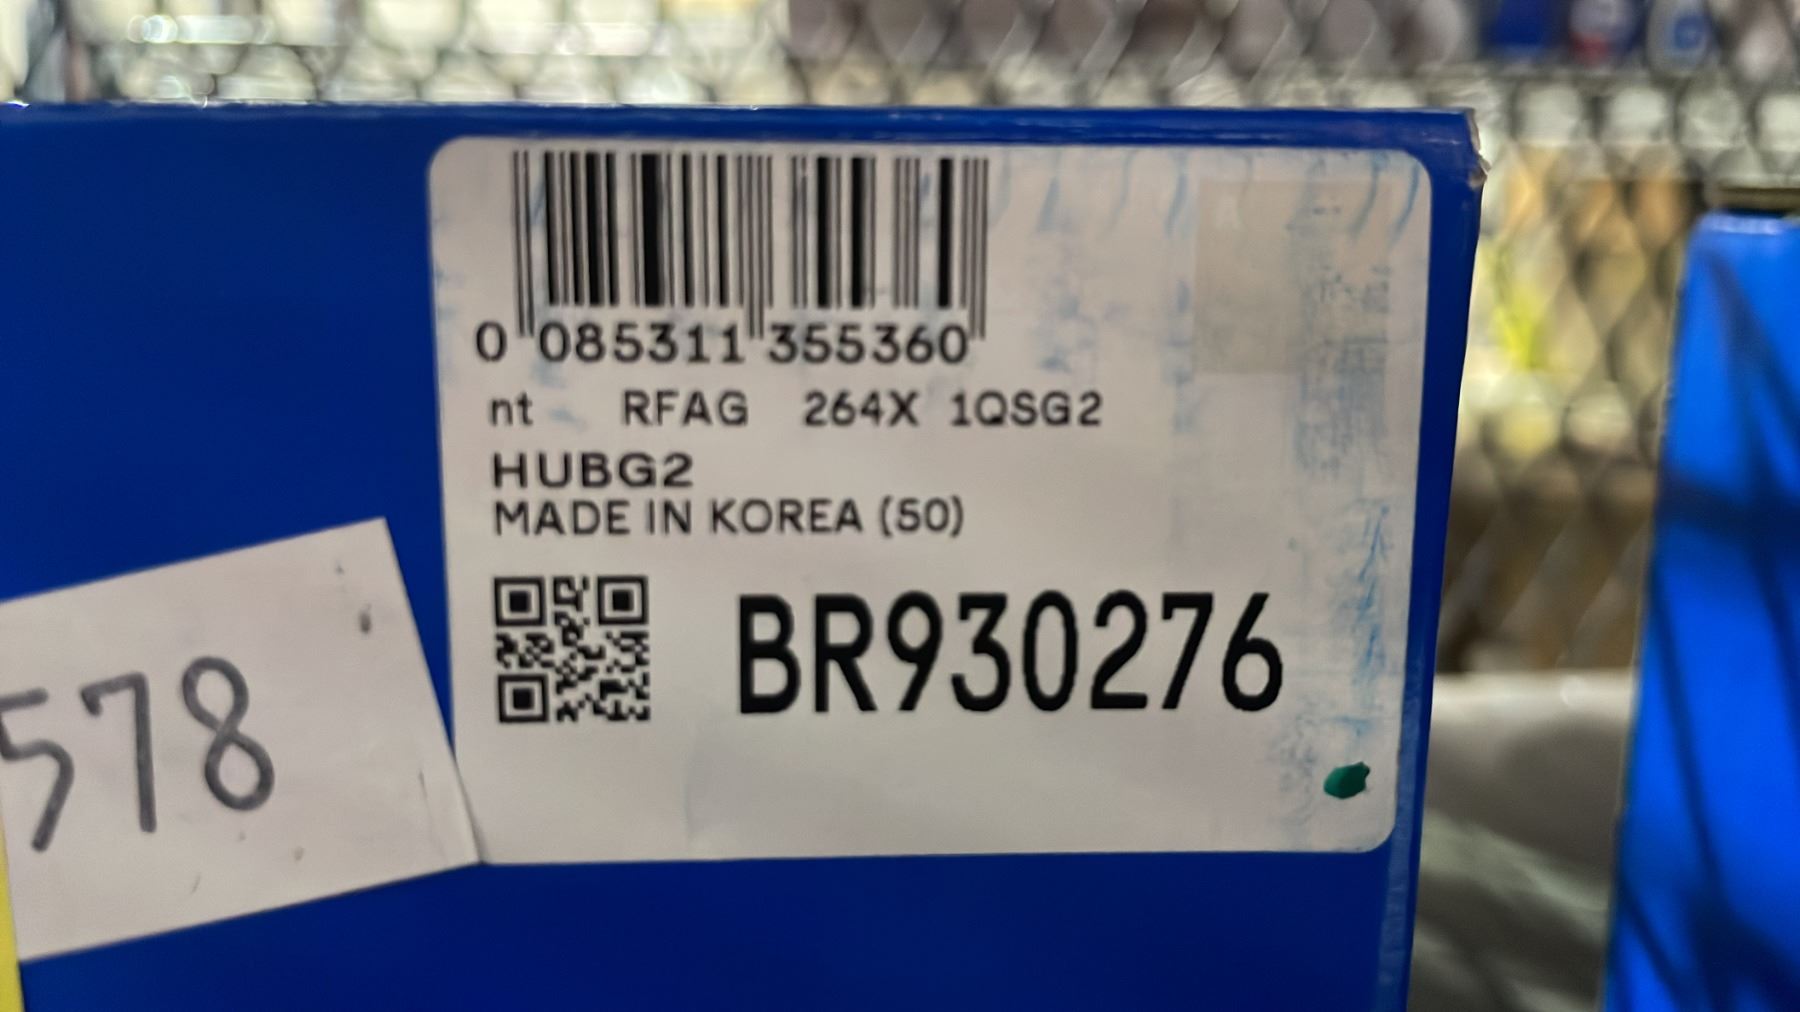 0 085311 355360
nt RFAG 264X 1QSG2
HUBG2
MADE IN KOREA (50)
BR930276
578